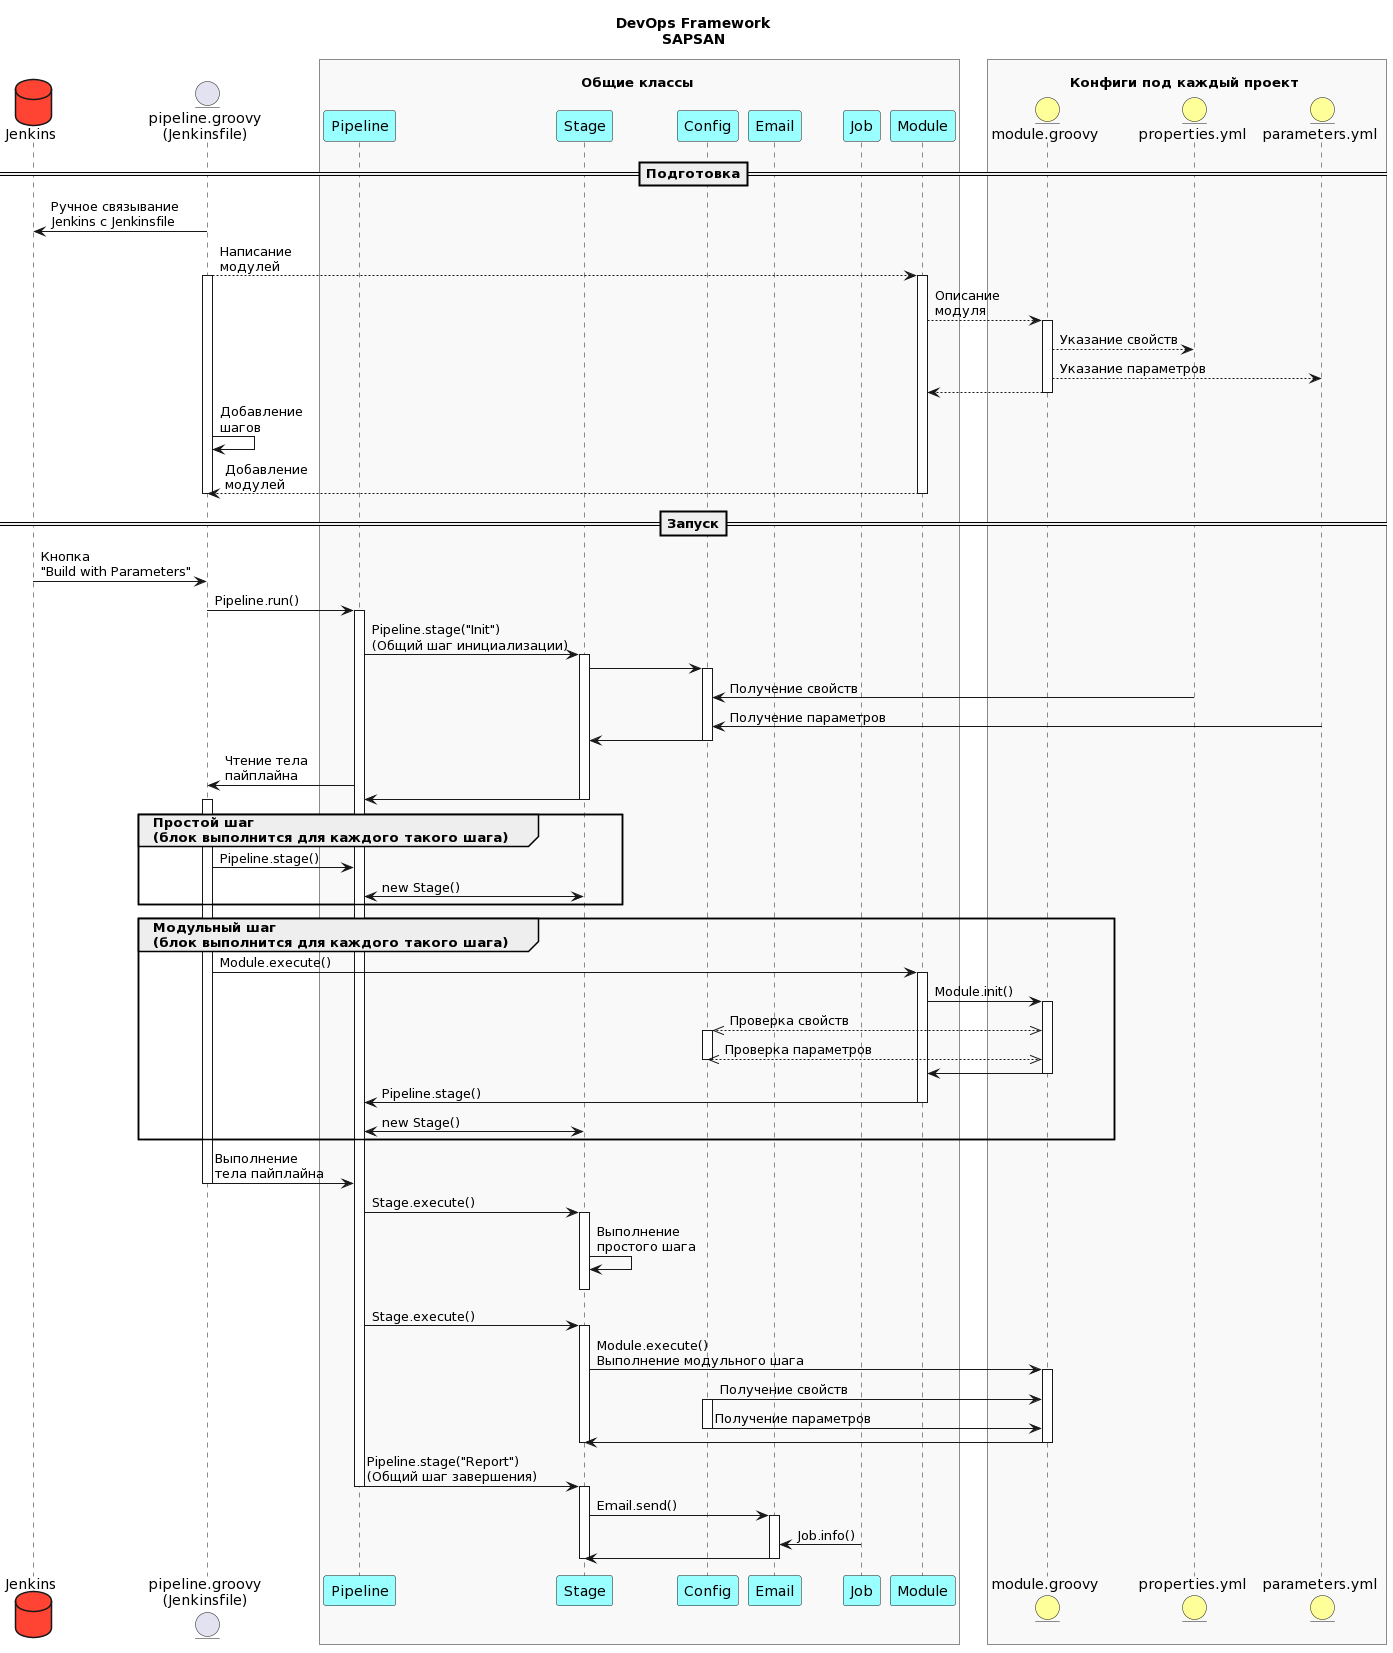 DevOps Framework
SAPSAN
Общие классы
Конфиги под каждый проект
Jenkins
pipeline.groovy
(Jenkinsfile)
Pipeline
Stage
Config
Email
Job
Module
module.groovy
properties.yml
parameters.yml
Подготовка
Ручное связывание
Jenkins с Jenkinsfile
Написание
модулей
Описание
модуля
Указание свойств
Указание параметров
Добавление
шагов
Добавление
модулей
Запуск
Кнопка
"Build with Parameters"
Pipeline.run()
Pipeline.stage("Init")
(Общий шаг инициализации)
Получение свойств
Получение параметров
Чтение тела
пайплайна
Простой шаг
(блок выполнится для каждого такого шага)
Pipeline.stage()
new Stage()
Модульный шаг
(блок выполнится для каждого такого шага)
Module.execute()
Module.init()
Проверка свойств
Проверка параметров
Pipeline.stage()
new Stage()
Выполнение
тела пайплайна
Stage.execute()
Выполнение
простого шага
Stage.execute()
Module.execute()
Выполнение модульного шага
Получение свойств
Получение параметров
Pipeline.stage("Report")
(Общий шаг завершения)
Email.send()
Job.info()
Jenkins
pipeline.groovy
(Jenkinsfile)
Pipeline
Stage
Config
Email
Job
Module
module.groovy
properties.yml
parameters.yml